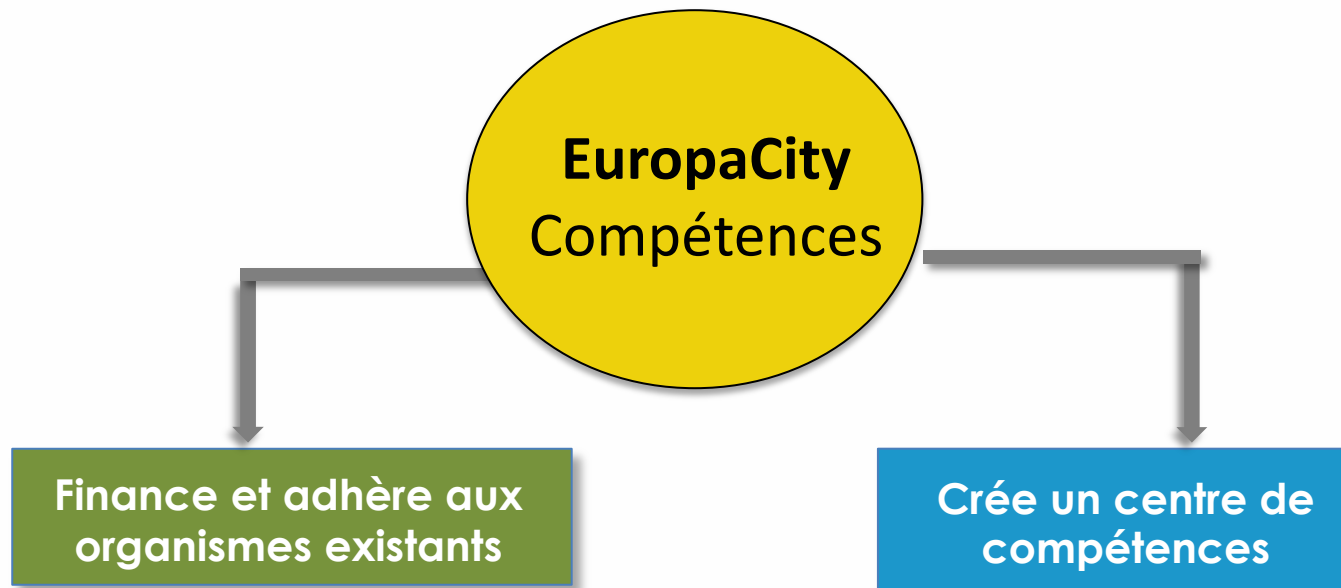 EuropaCity
Compétences
Finance et adhère aux
organismes existants
Crée un centre de
compétences